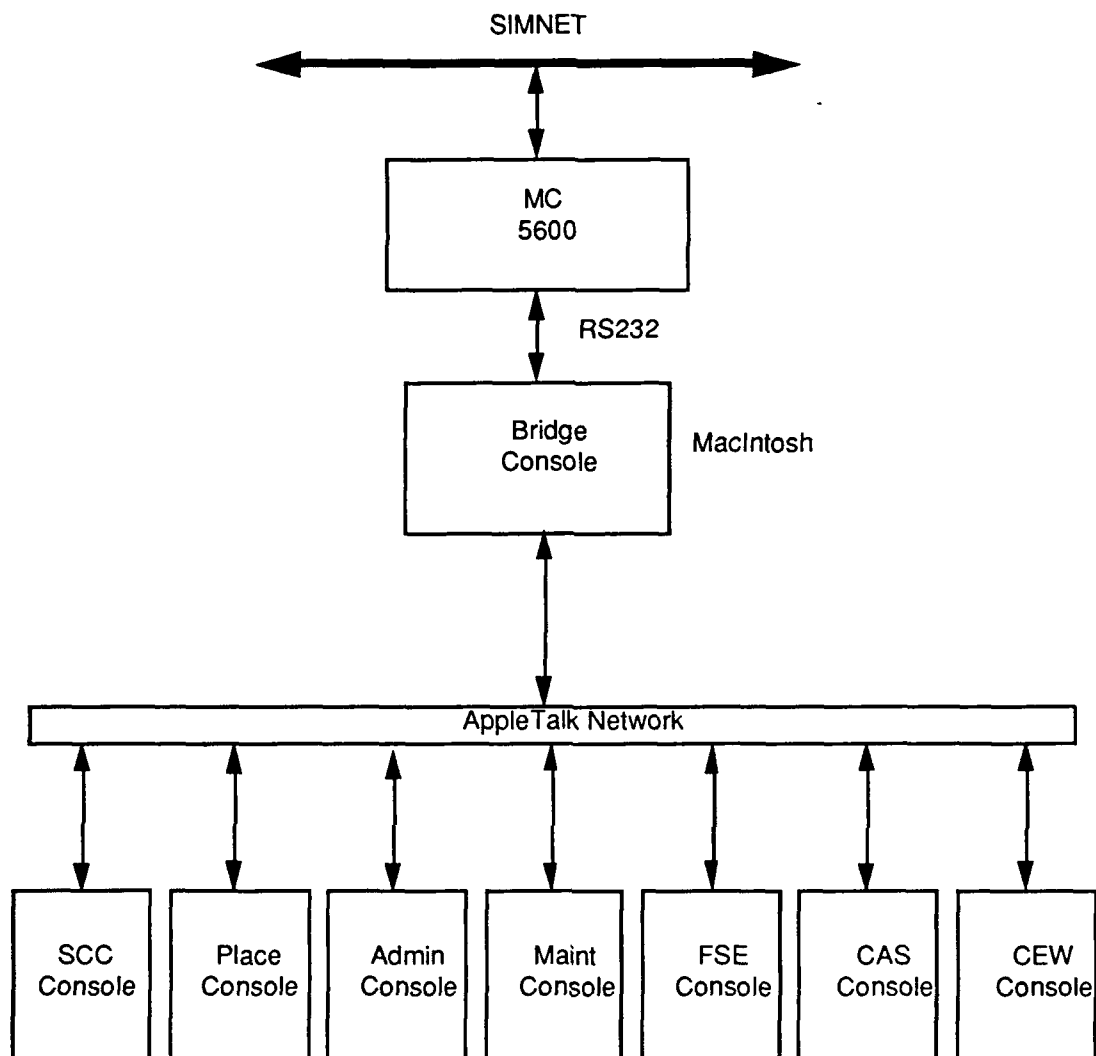 SIMNET
MC
5600
RS232
Bridge
Console
MacIntosh
AppleTalk Network
SCC
Console
Place
Console
Admin
Console
Maint
Console
FSE
Console
CAS
Console
CEW
Console